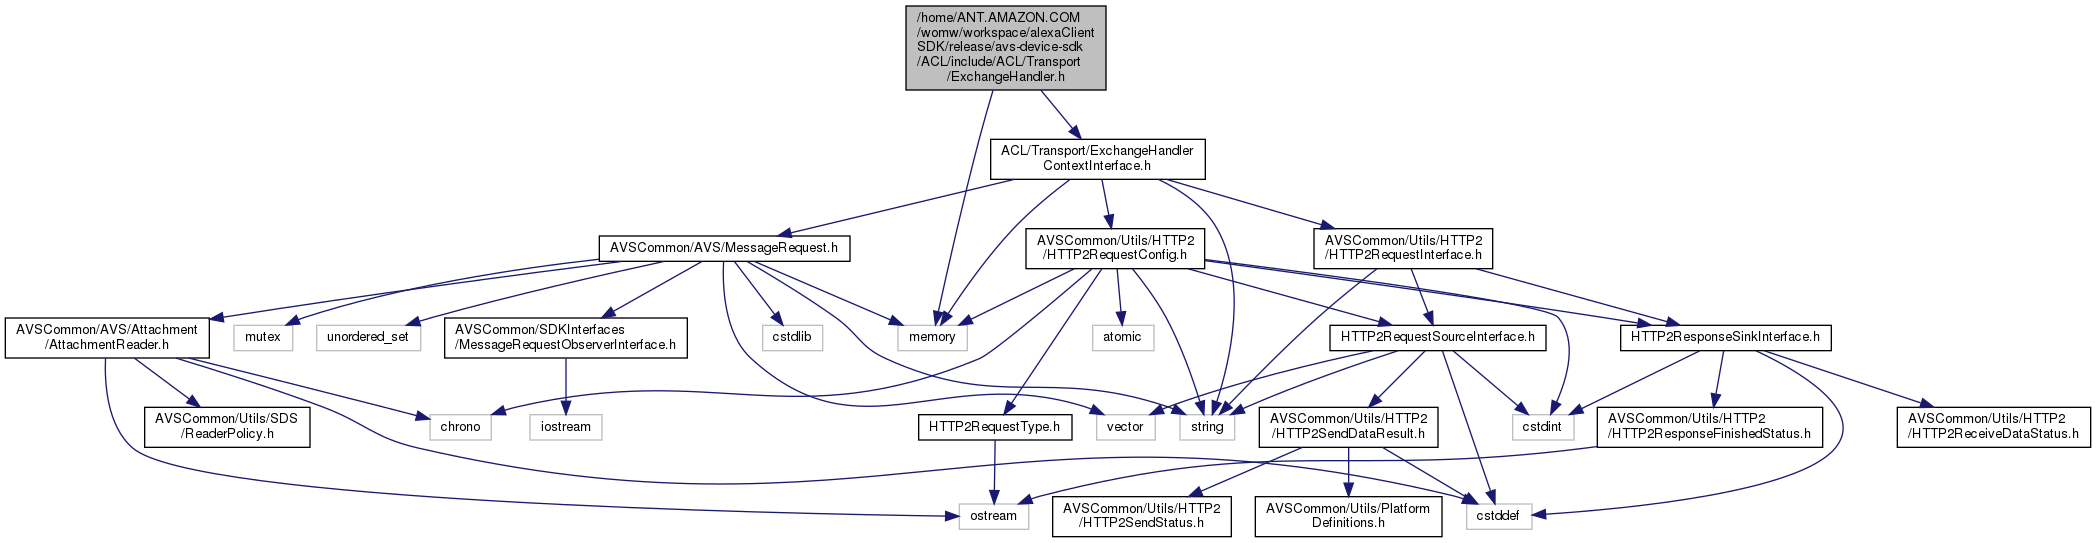 /home/ANT.AMAZON.COM
/womw/workspace/alexaClient
SDK/release/avs-device-sdk
/ACL/include/ACL/Transport
/ExchangeHandler.h
ACL/Transport/ExchangeHandler
ContextInterface.h
AVSCommon/AVS/MessageRequest.h
AVSCommon/Utils/HTTP2
/HTTP2RequestConfig.h
AVSCommon/Utils/HTTP2
/HTTP2RequestInterface.h
AVSCommon/AVS/Attachment
/AttachmentReader.h
mutex
unordered_set
AVSCommon/SDKInterfaces
/MessageRequestObserverInterface.h
cstdlib
memory
atomic
HTTP2RequestSourceInterface.h
HTTP2ResponseSinkInterface.h
AVSCommon/Utils/SDS
/ReaderPolicy.h
chrono
iostream
HTTP2RequestType.h
vector
string
AVSCommon/Utils/HTTP2
/HTTP2SendDataResult.h
cstdint
AVSCommon/Utils/HTTP2
/HTTP2ResponseFinishedStatus.h
AVSCommon/Utils/HTTP2
/HTTP2ReceiveDataStatus.h
ostream
AVSCommon/Utils/HTTP2
/HTTP2SendStatus.h
AVSCommon/Utils/Platform
Definitions.h
cstddef